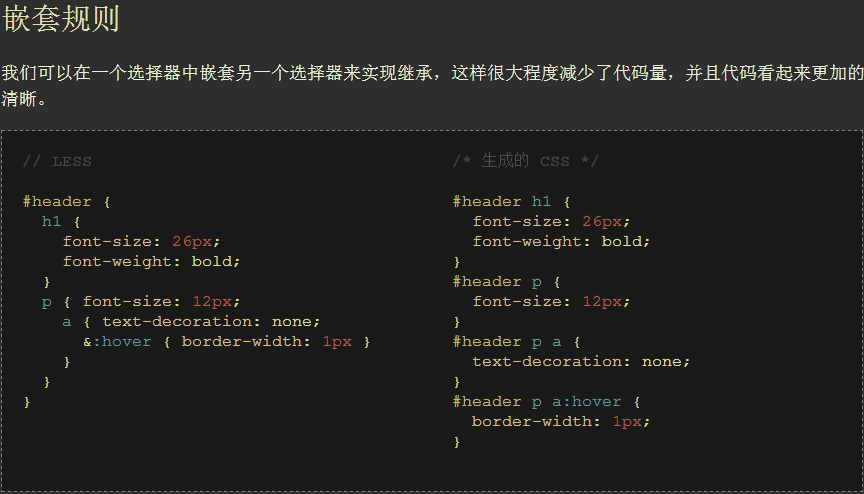 嵌套规则
我们可以在一个选择器中嵌套另一个选择器来实现继承，这样很大程度减少了代码量，并且代码看起来更加的
清晰。
// LESS
#header {
  h1 {
    font-size: 26px;
    font-weight: bold;
  }
  p { font-size: 12px;
    a { text-decoration: none;
      &:hover { border-width: 1px }
    }
  }
}
/* 生成的 CSS */
#header h1 {
  font-size: 26px;
  font-weight: bold;
}
#header p {
  font-size: 12px;
}
#header p a {
  text-decoration: none;
}
#header p a:hover {
  border-width: 1px;
}